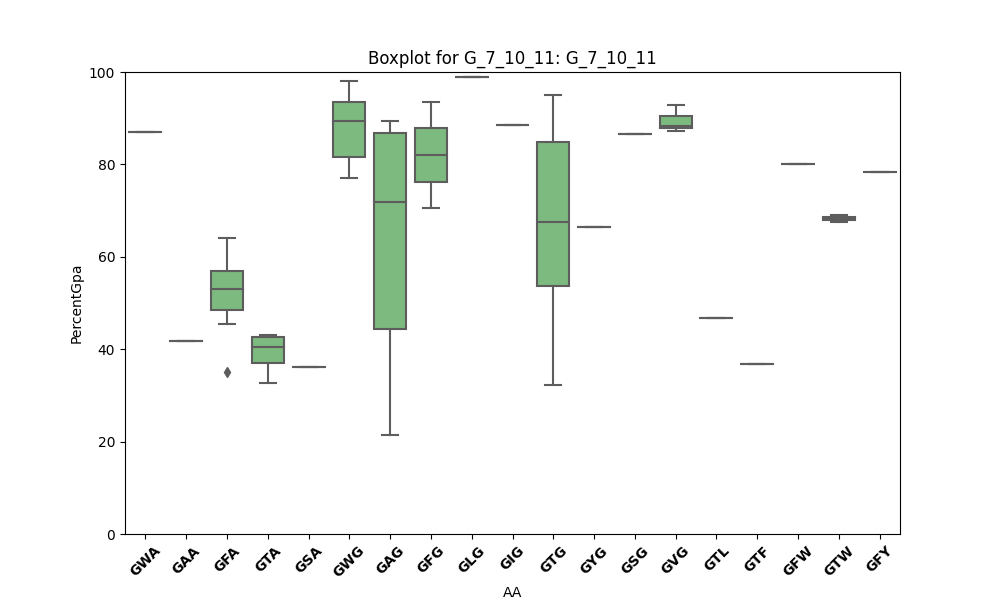 Boxplot for G_7_10_11: G_7_10_11
100
80
60
40
20
0
PercentGpa
GWA
GAA
GFA
GTA
GSA
GWG
GAG
GFG
GLG
GIG
GTG
GYG
GSG
GVG
GTL
GTF
GFW
GTW
GFY
AA